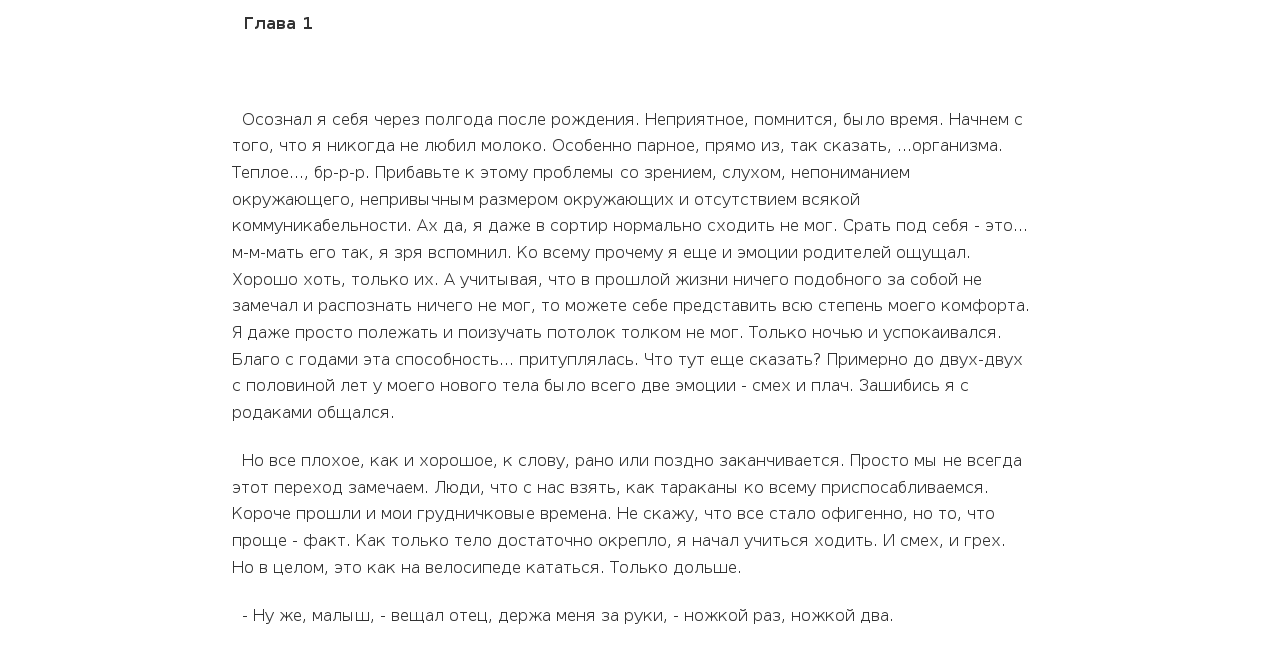 Глава 1
Осознал я себя через полгода после рождения. Неприятное, помнится, было время. Начнем с
того, что я никогда не любил молоко. Особенно парное, прямо из, так сказать, ...организма.
Теплое..., бр-р-р. Прибавьте к этому проблемы со зрением, слухом, непониманием
окружающего, непривычным размером окружающих и отсутствием всякой
коммуникабельности. Ах да, я даже в сортир нормально сходить не мог. Срать под себя - это...
м-м-мать его так, я зря вспомнил. Ко всему прочему я еще и эмоции родителей ощущал.
Хорошо хоть, только их. А учитывая, что в прошлой жизни ничего подобного за собой не
замечал и распознать ничего не мог, то можете себе представить всю степень моего комфорта.
Я даже просто полежать и поизучать потолок толком не мог. Только ночью и успокаивался.
Благо с годами эта способность... притуплялась. Что тут еще сказать? Примерно до двух-двух
с половиной лет у моего нового тела было всего две эмоции - смех и плач. Зашибись я с
родаками общался.
Но все плохое, как и хорошее, к слову, рано или поздно заканчивается. Просто мы не всегда
этот переход замечаем. Люди, что с нас взять, как тараканы ко всему приспосабливаемся.
Короче прошли и мои грудничковые времена. Не скажу, что все стало офигенно, но то, что
проще - факт. Как только тело достаточно окрепло, я начал учиться ходить. И смех, и грех.
Но в целом, это как на велосипеде кататься. Только дольше.
- Ну же, малыш, - вещал отец, держа меня за руки, - ножкой раз, ножкой два.